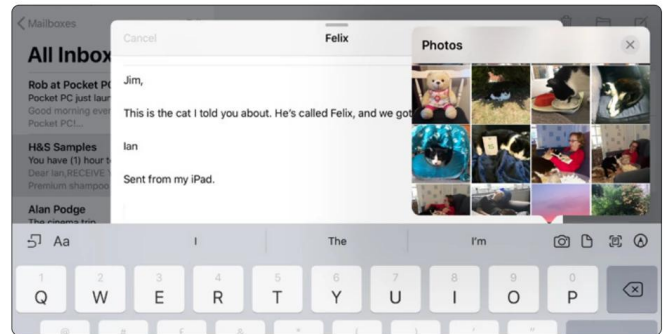 Mailboxes
All Inbox
Rob at Pocket PC
Pocket PC just laun
Good morning ever
Pocket PC!...
H&S Samples
You have (1) hour t
Dear Ian,RECEIVE
Premium shampoo
Alan Podge
The cinema trip
Cancel
Felix
Jim,
This is the cat I told you about. He's called Felix, and we got
Ian
Sent from my iPad.
Photos
Aa
I
The
I'm
1 2 3 4 5 6 7 8 9 0
Q W E R T Y U I O P
@ # £ & * ( ) '